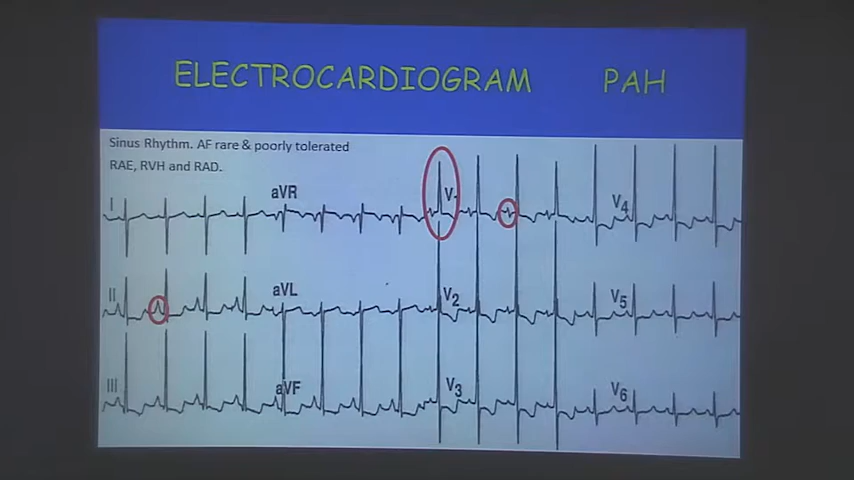 ELECTROCARDIOGRAM PAH
Sinus Rhythm. AF rare & poorly tolerated
RAE, RVH and RAD.
I aVR V₁ V₄
II aVL V₂ V₅
III aVF V₃ V₆